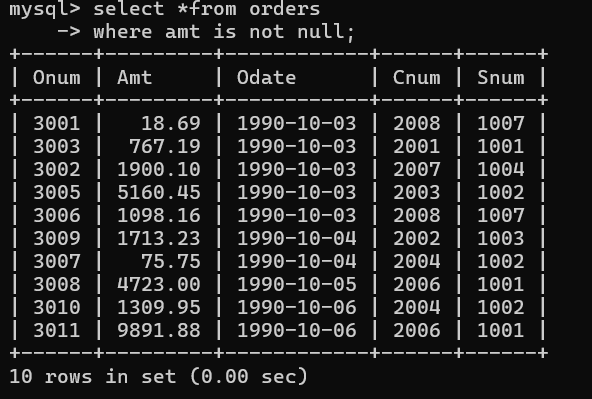 mysql> select *from orders
    -> where amt is not null;
+------+---------+------------+------+------+
| Onum | Amt     | Odate      | Cnum | Snum |
+------+---------+------------+------+------+
| 3001 |   18.69 | 1990-10-03 | 2008 | 1007 |
| 3003 |  767.19 | 1990-10-03 | 2001 | 1001 |
| 3002 | 1900.10 | 1990-10-03 | 2007 | 1004 |
| 3005 | 5160.45 | 1990-10-03 | 2003 | 1002 |
| 3006 | 1098.16 | 1990-10-03 | 2008 | 1007 |
| 3009 | 1713.23 | 1990-10-04 | 2002 | 1003 |
| 3007 |   75.75 | 1990-10-04 | 2004 | 1002 |
| 3008 | 4723.00 | 1990-10-05 | 2006 | 1001 |
| 3010 | 1309.95 | 1990-10-06 | 2004 | 1002 |
| 3011 | 9891.88 | 1990-10-06 | 2006 | 1001 |
+------+---------+------------+------+------+
10 rows in set (0.00 sec)